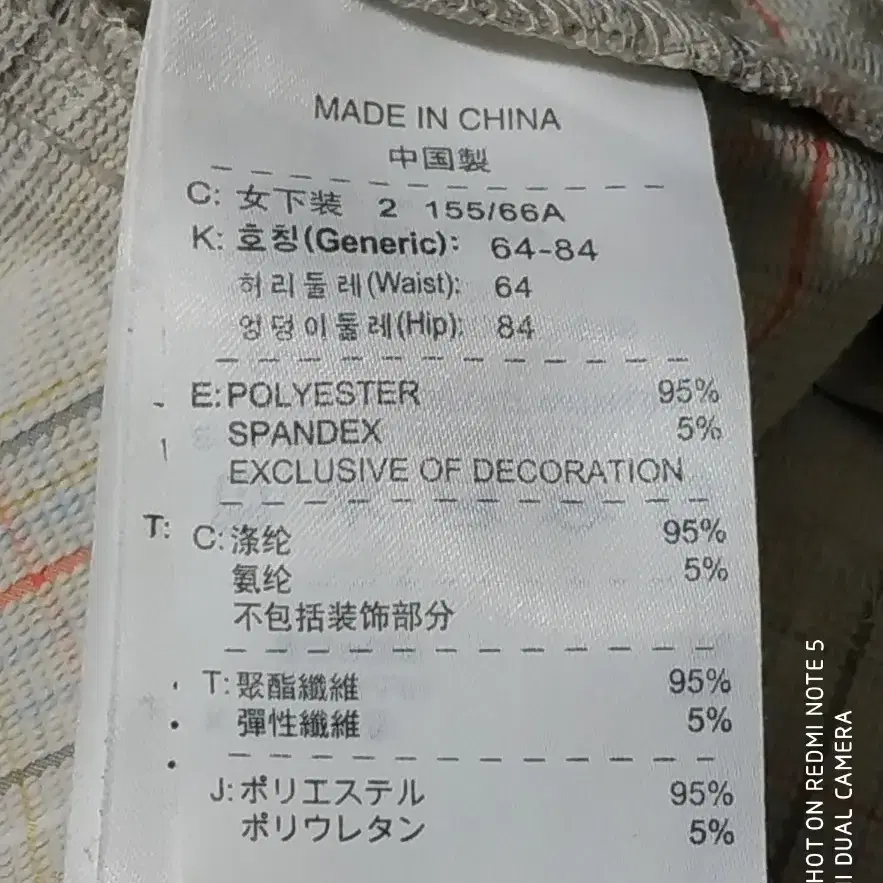 MADE IN CHINA
中国製
C: 女下装 2 155/66A
K: 호칭(Generic): 64-84
허리둘레(Waist): 64
엉덩이둘레(Hip): 84
E:POLYESTER 95%
SPANDEX 5%
EXCLUSIVE OF DECORATION
T:
C:涤纶 95%
氨纶 5%
不包括装饰部分
T:聚酯纖維 95%
彈性纖維 5%
J:ポリエステル 95%
ポリウレタン 5%
HOT ON REDMI NOTE 5
I DUAL CAMERA